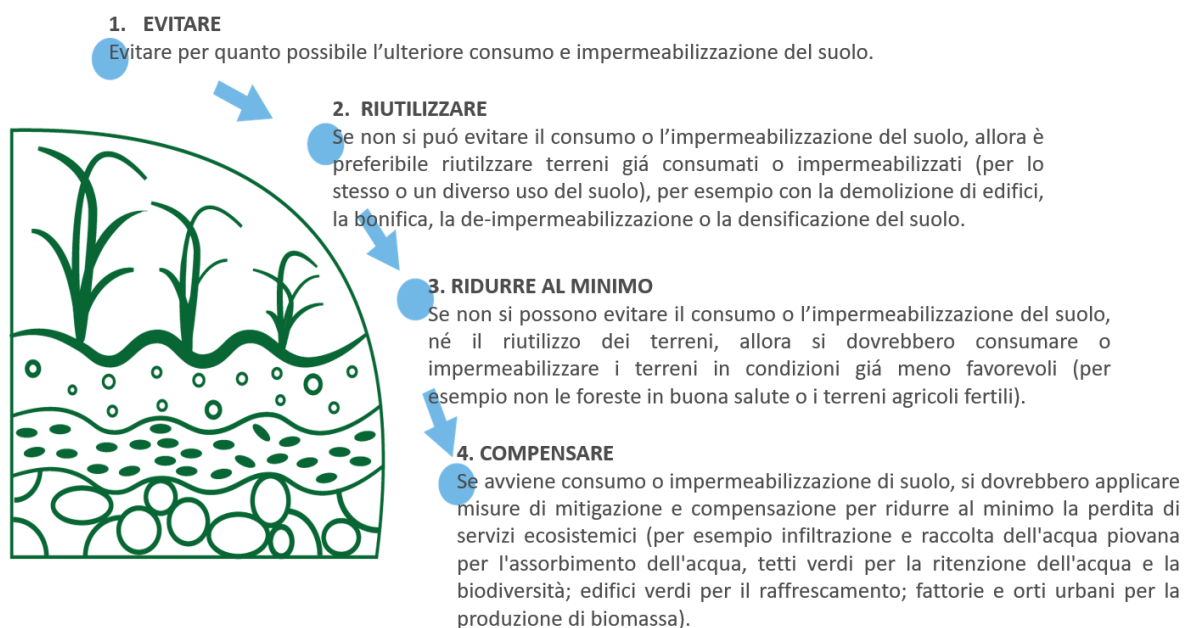 1. EVITARE
Evitare per quanto possibile l’ulteriore consumo e impermeabilizzazione del suolo.
2. RIUTILIZZARE
Se non si puó evitare il consumo o l’impermeabilizzazione del suolo, allora è
preferibile riutilzzare terreni giá consumati o impermeabilizzati (per lo
stesso o un diverso uso del suolo), per esempio con la demolizione di edifici,
la bonifica, la de-impermeabilizzazione o la densificazione del suolo.
3. RIDURRE AL MINIMO
Se non si possono evitare il consumo o l’impermeabilizzazione del suolo,
né il riutilizzo dei terreni, allora si dovrebbero consumare o
impermeabilizzare i terreni in condizioni giá meno favorevoli (per
esempio non le foreste in buona salute o i terreni agricoli fertili).
4. COMPENSARE
Se avviene consumo o impermeabilizzazione di suolo, si dovrebbero applicare
misure di mitigazione e compensazione per ridurre al minimo la perdita di
servizi ecosistemici (per esempio infiltrazione e raccolta dell'acqua piovana
per l'assorbimento dell'acqua, tetti verdi per la ritenzione dell'acqua e la
biodiversità; edifici verdi per il raffrescamento; fattorie e orti urbani per la
produzione di biomassa).